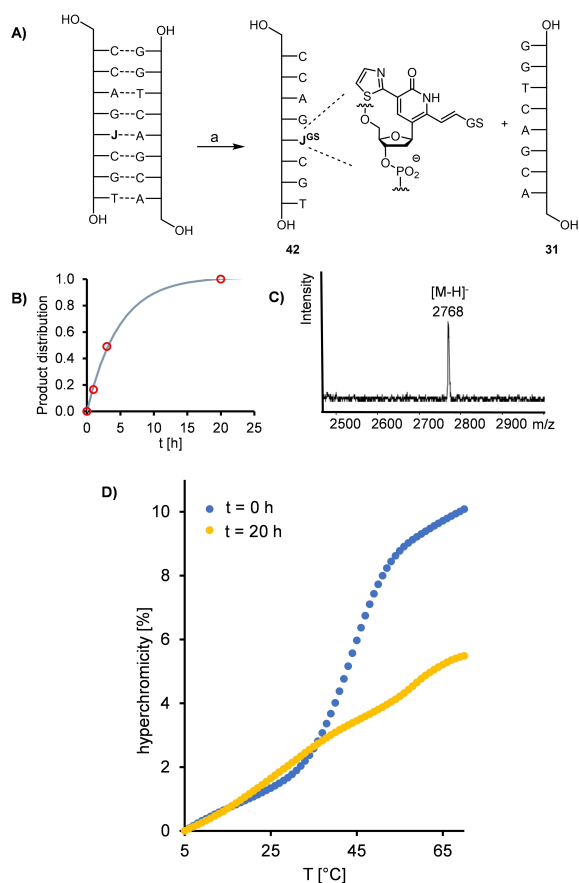 A)
HO
OH
C G
C G
A T
G C
J A
C G
G C
T A
OH
OH
a
HO
C
C
A
G
JGS
C
G
T
OH
42
N
S
O
NH
GS
O
O
O
PO2
⊖
+
OH
G
G
T
C
A
G
C
A
OH
31
B)
Product distribution
1.0
0.8
0.6
0.4
0.2
0.0
0 5 10 15 20 25
t [h]
C)
Intensity
[M-H]-
2768
2500 2600 2700 2800 2900 m/z
D)
t = 0 h
t = 20 h
hyperchromicity [%]
10
8
6
4
2
0
5 25 45 65
T [°C]